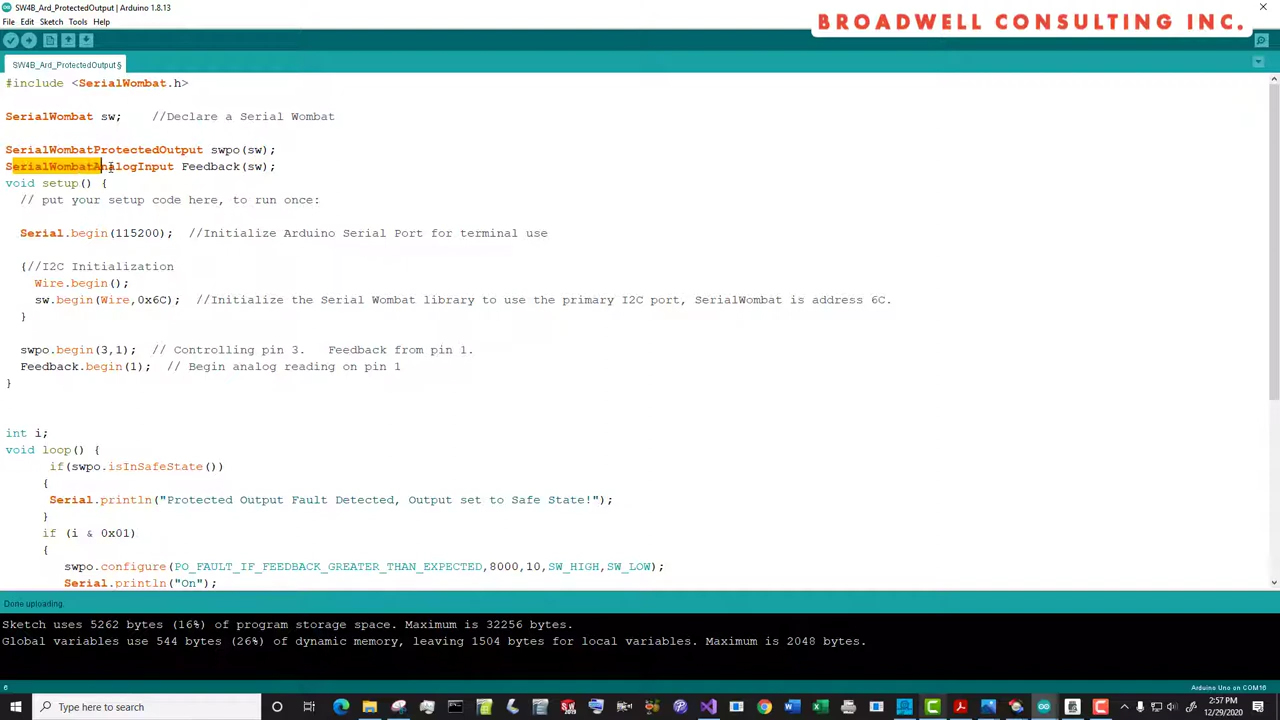 SW4B_Ard_ProtectedOutput | Arduino 1.8.13
File Edit Sketch Tools Help
BROADWELL CONSULTING INC.
SW4B_Ard_ProtectedOutput §
#include <SerialWombat.h>
SerialWombat sw;    //Declare a Serial Wombat
SerialWombatProtectedOutput swpo(sw);
SerialWombatAnalogInput Feedback(sw);
void setup() {
// put your setup code here, to run once:
Serial.begin(115200);  //Initialize Arduino Serial Port for terminal use
{//I2C Initialization
Wire.begin();
sw.begin(Wire,0x6C);  //Initialize the Serial Wombat library to use the primary I2C port, SerialWombat is address 6C.
}
swpo.begin(3,1);  // Controlling pin 3.   Feedback from pin 1.
Feedback.begin(1);  // Begin analog reading on pin 1
}
int i;
void loop() {
if(swpo.isInSafeState())
{
Serial.println("Protected Output Fault Detected, Output set to Safe State!");
}
if (i & 0x01)
{
swpo.configure(PO_FAULT_IF_FEEDBACK_GREATER_THAN_EXPECTED,8000,10,SW_HIGH,SW_LOW);
Serial.println("On");
Done uploading.
Sketch uses 5262 bytes (16%) of program storage space. Maximum is 32256 bytes.
Global variables use 544 bytes (26%) of dynamic memory, leaving 1504 bytes for local variables. Maximum is 2048 bytes.
6
Arduino Uno on COM16
Type here to search
2:57 PM
12/29/2020